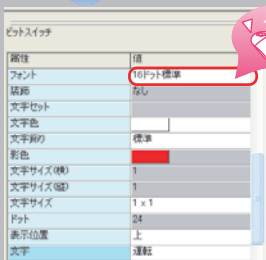 ビットスイッチ
属性 値
フォント 16ドット標準
装飾 なし
文字セット
文字色
文字飾り 標準
影色
文字サイズ(横) 1
文字サイズ(縦) 1
文字サイズ 1 x 1
ドット 24
表示位置 上
文字 運転